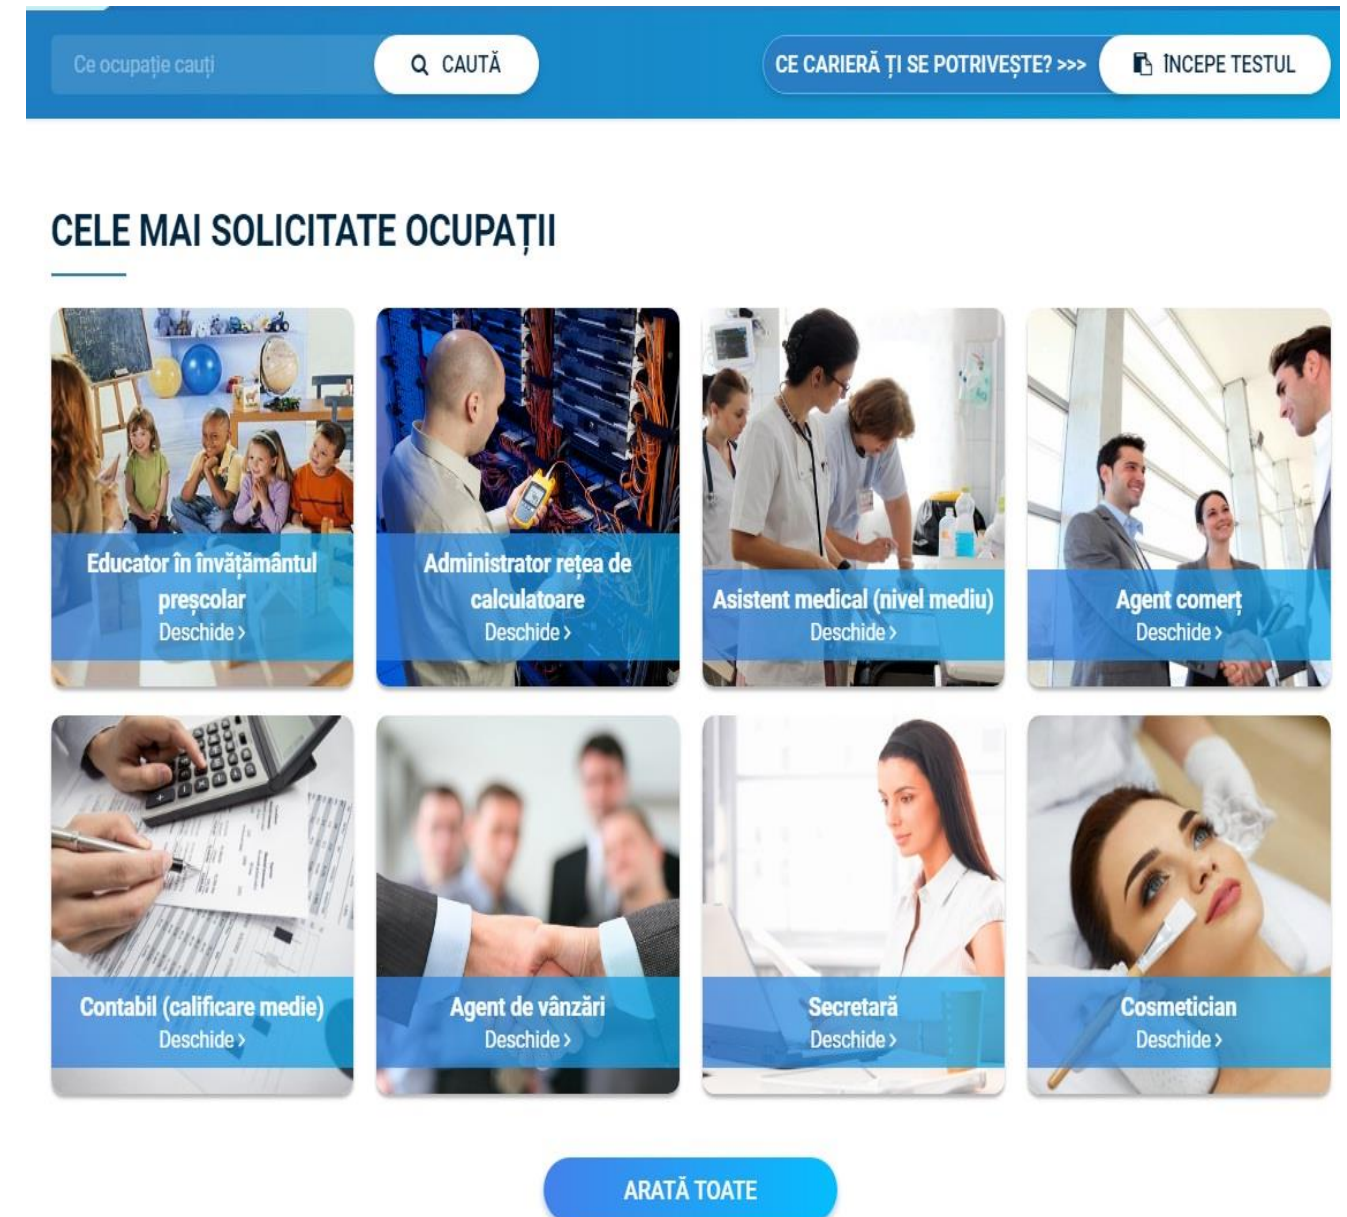 Ce ocupație cauți
CAUTĂ
CE CARIERĂ ȚI SE POTRIVEȘTE? >>>
ÎNCEPE TESTUL
CELE MAI SOLICITATE OCUPAȚII
Educator în învățământul
preșcolar
Deschide >
Administrator rețea de
calculatoare
Deschide >
Asistent medical (nivel mediu)
Deschide >
Agent comerț
Deschide >
Contabil (calificare medie)
Deschide >
Agent de vânzări
Deschide >
Secretară
Deschide >
Cosmetician
Deschide >
ARATĂ TOATE